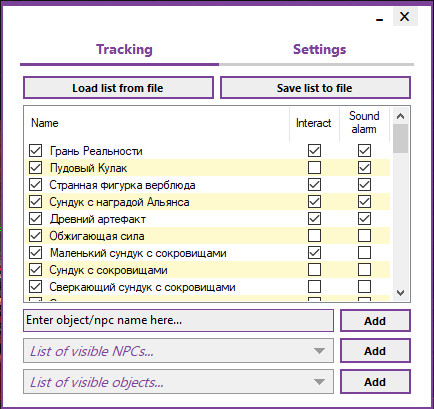 Tracking Settings
Load list from file Save list to file
Name Interact Sound alarm
Грань Реальности
Пудовый Кулак
Странная фигурка верблюда
Сундук с наградой Альянса
Древний артефакт
Обжигающая сила
Маленький сундук с сокровищами
Сундук с сокровищами
Сверкающий сундук с сокровищами
Enter object/npc name here... Add
List of visible NPCs... Add
List of visible objects... Add